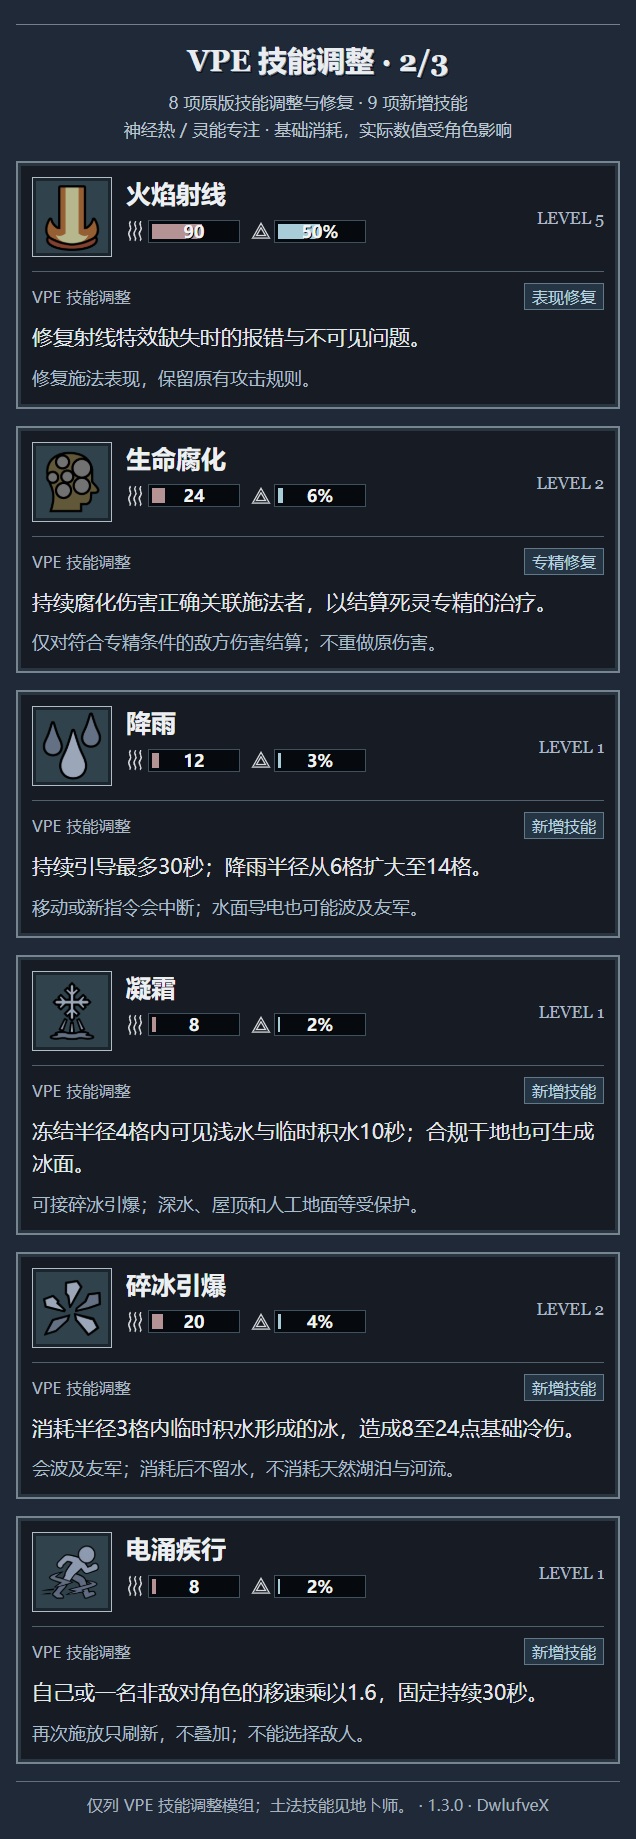 VPE 技能调整 · 2/3
8 项原版技能调整与修复 · 9 项新增技能
神经热 / 灵能专注 · 基础消耗，实际数值受角色影响
火焰射线
90 50%
LEVEL 5
VPE 技能调整
表现修复
修复射线特效缺失时的报错与不可见问题。
修复施法表现，保留原有攻击规则。
生命腐化
24 6%
LEVEL 2
VPE 技能调整
专精修复
持续腐化伤害正确关联施法者，以结算死灵专精的治疗。
仅对符合专精条件的敌方伤害结算；不重做原伤害。
降雨
12 3%
LEVEL 1
VPE 技能调整
新增技能
持续引导最多30秒；降雨半径从6格扩大至14格。
移动或新指令会中断；水面导电也可能波及友军。
凝霜
8 2%
LEVEL 1
VPE 技能调整
新增技能
冻结半径4格内可见浅水与临时积水10秒；合规干地也可生成
冰面。
可接碎冰引爆；深水、屋顶和人工地面等受保护。
碎冰引爆
20 4%
LEVEL 2
VPE 技能调整
新增技能
消耗半径3格内临时积水形成的冰，造成8至24点基础冷伤。
会波及友军；消耗后不留水，不消耗天然湖泊与河流。
电涌疾行
8 2%
LEVEL 1
VPE 技能调整
新增技能
自己或一名非敌对角色的移速乘以1.6，固定持续30秒。
再次施放只刷新，不叠加；不能选择敌人。
仅列 VPE 技能调整模组；土法技能见地卜师。 · 1.3.0 · DwlufveX